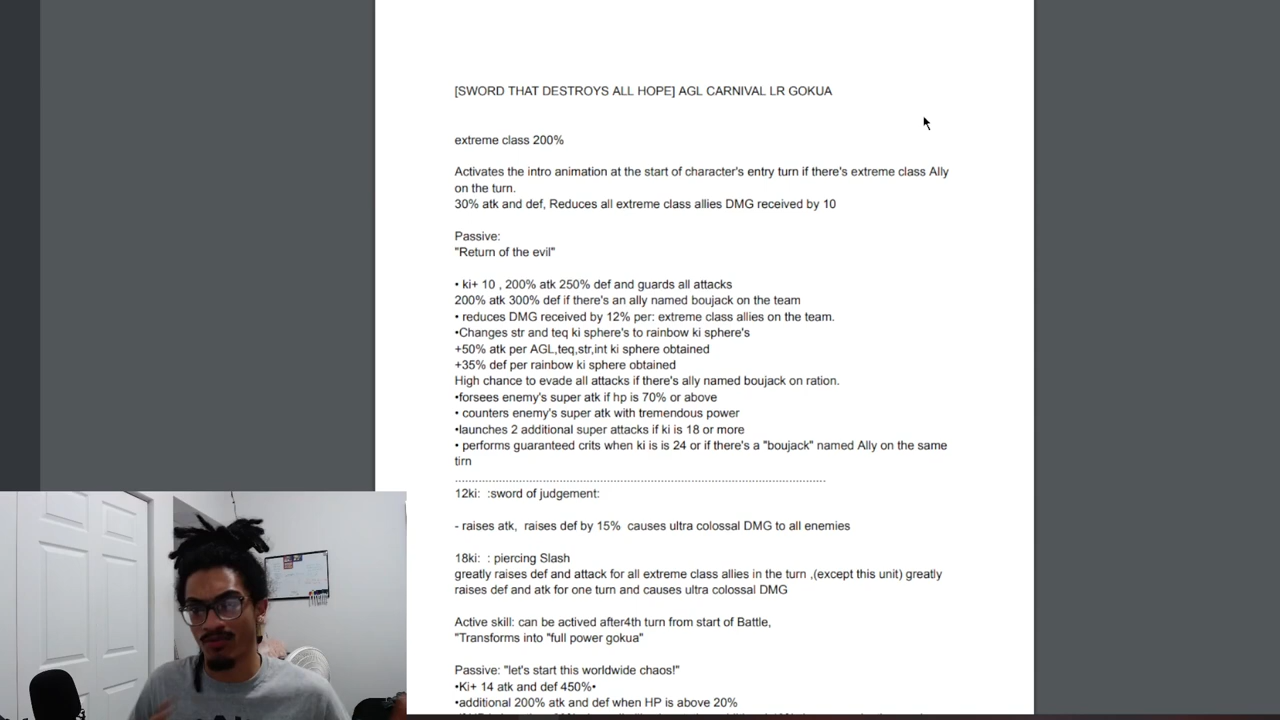 [SWORD THAT DESTROYS ALL HOPE] AGL CARNIVAL LR GOKUA
extreme class 200%
Activates the intro animation at the start of character's entry turn if there's extreme class Ally
on the turn.
30% atk and def, Reduces all extreme class allies DMG received by 10
Passive:
"Return of the evil"
• ki+ 10 , 200% atk 250% def and guards all attacks
200% atk 300% def if there's an ally named boujack on the team
• reduces DMG received by 12% per: extreme class allies on the team.
•Changes str and teq ki sphere's to rainbow ki sphere's
+50% atk per AGL,teq,str,int ki sphere obtained
+35% def per rainbow ki sphere obtained
High chance to evade all attacks if there's ally named boujack on ration.
•forsees enemy's super atk if hp is 70% or above
• counters enemy's super atk with tremendous power
•launches 2 additional super attacks if ki is 18 or more
• performs guaranteed crits when ki is is 24 or if there's a "boujack" named Ally on the same
tirn
12ki:  :sword of judgement:
- raises atk,  raises def by 15%  causes ultra colossal DMG to all enemies
18ki:  : piercing Slash
greatly raises def and attack for all extreme class allies in the turn ,(except this unit) greatly
raises def and atk for one turn and causes ultra colossal DMG
Active skill: can be actived after4th turn from start of Battle,
"Transforms into "full power gokua"
Passive: "let's start this worldwide chaos!"
•Ki+ 14 atk and def 450%•
•additional 200% atk and def when HP is above 20%